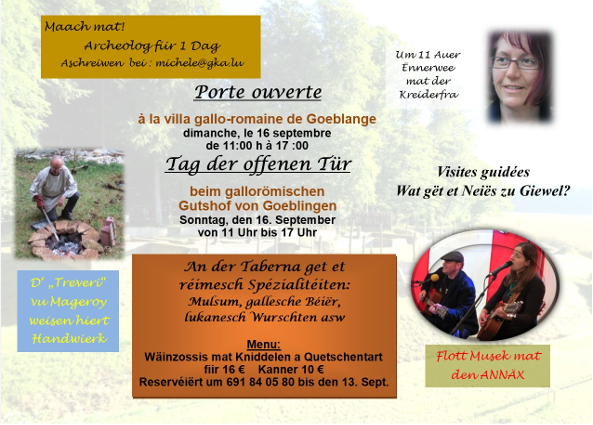 Maach mat!
Archeolog fiir 1 Dag
Aschreiwen bei : michele@gka.lu
Um 11 Auer
Ënnerwee
mat der
Kreiderfra
Porte ouverte
à la villa gallo-romaine de Goeblange
dimanche, le 16 septembre
de 11:00 h à 17 :00
Tag der offenen Tür
beim gallorömischen
Gutshof von Goeblingen
Sonntag, den 16. September
von 11 Uhr bis 17 Uhr
Visites guidées
Wat gët et Neiës zu Giewel?
D' „Treveri"
vu Mageroy
weisen hiert
Handwierk
An der Taberna get et
réimesch Spézialitéiten:
Mulsum, gallesche Béiër,
lukanesch Wurschten asw
Menu:
Wäinzossis mat Kniddelen a Quetschentart
fiir 16 € Kanner 10 €
Reservéiërt um 691 84 05 80 bis den 13. Sept.
Flott Musek mat
den ANNÄX